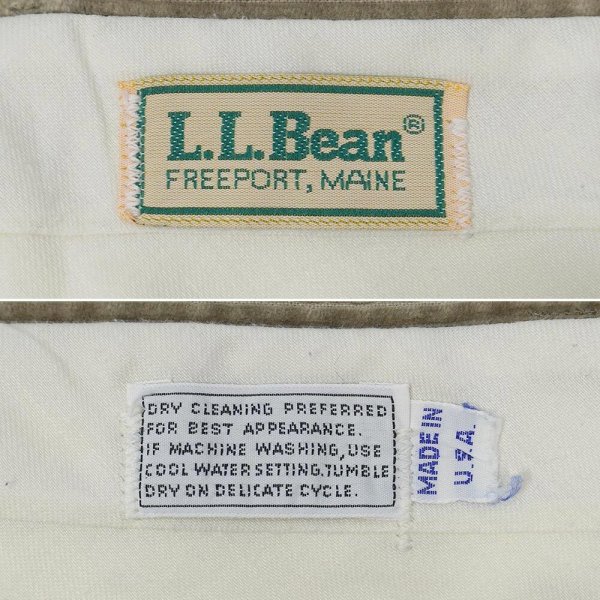 L.L.Bean®
FREEPORT, MAINE
DRY CLEANING PREFERRED
FOR BEST APPEARANCE.
IF MACHINE WASHING, USE
COOL WATER SETTING. TUMBLE
DRY ON DELICATE CYCLE.
MADE IN
U.S.A.